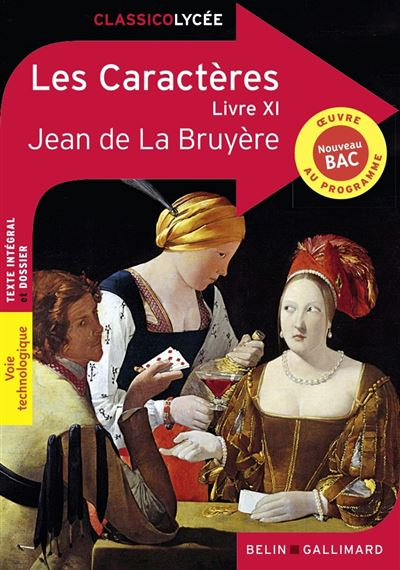 CLASSICOLYCÉE
Les Caractères
Livre XI
Jean de La Bruyère
ŒUVRE
Nouveau
BAC
AU PROGRAMME
TEXTE INTÉGRAL
et DOSSIER
Voie
technologique
BELIN GALLIMARD